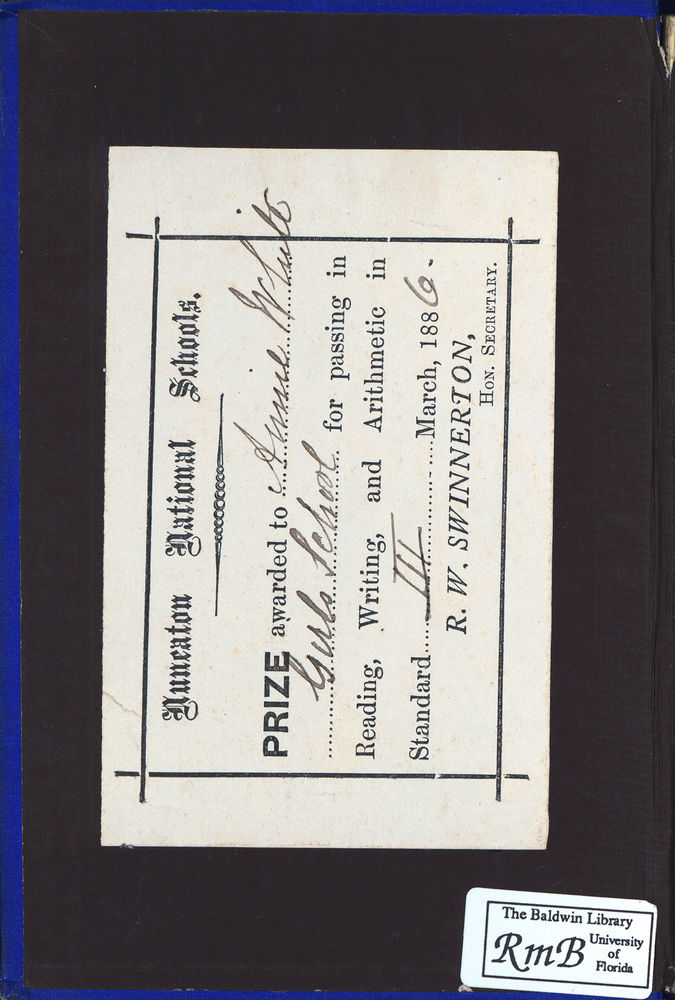 Nuneaton National Schools.
PRIZE awarded to Annie White
Girls School for passing in
Reading, Writing, and Arithmetic in
Standard III March, 1886.
R. W. SWINNERTON,
HON. SECRETARY.
The Baldwin Library
RmB University
of
Florida